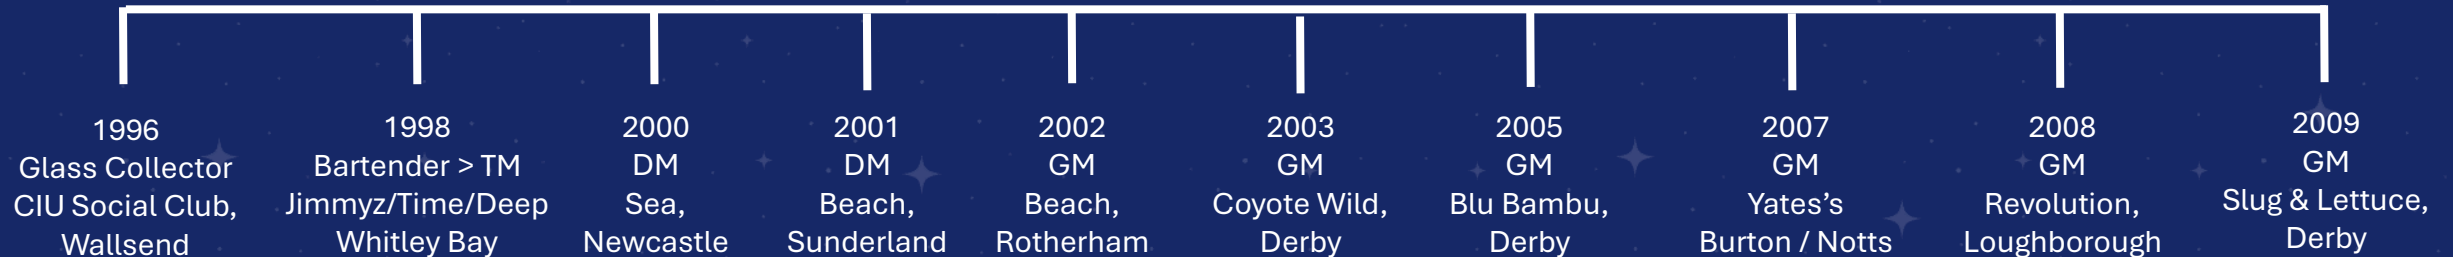 1996
Glass Collector
CIU Social Club,
Wallsend
1998
Bartender > TM
Jimmyz/Time/Deep
Whitley Bay
2000
DM
Sea,
Newcastle
2001
DM
Beach,
Sunderland
2002
GM
Beach,
Rotherham
2003
GM
Coyote Wild,
Derby
2005
GM
Blu Bambu,
Derby
2007
GM
Yates’s
Burton / Notts
2008
GM
Revolution,
Loughborough
2009
GM
Slug & Lettuce,
Derby